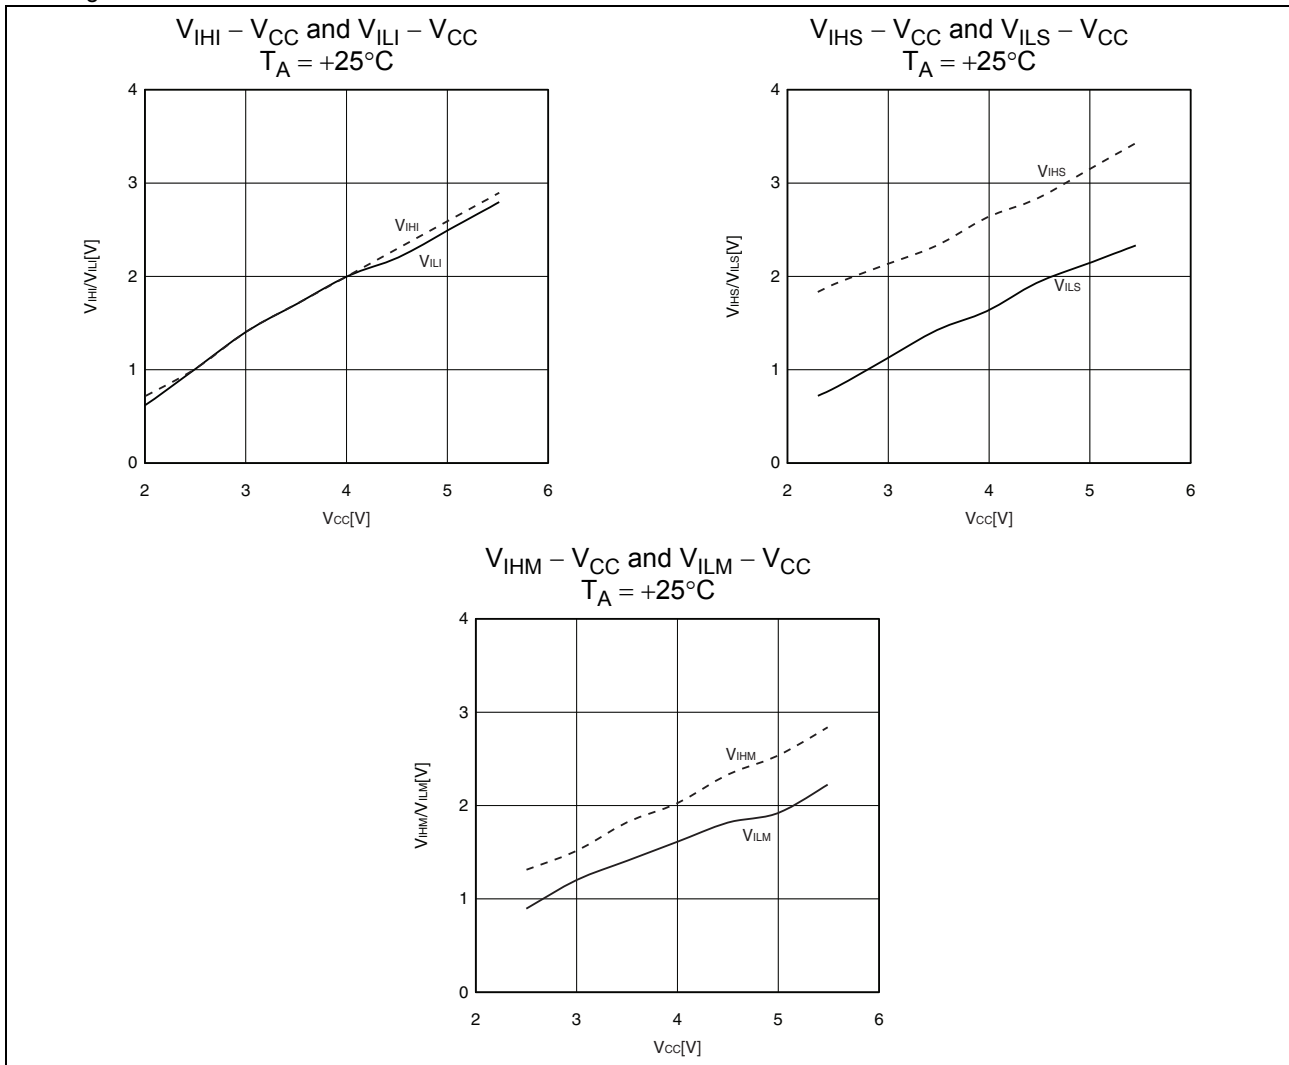 VIHI – VCC and VILI – VCC
TA = +25°C
4
3
2
1
0
VIHI/VILI[V]
VIHI
VILI
2 3 4 5 6
VCC[V]
VIHS – VCC and VILS – VCC
TA = +25°C
4
3
2
1
0
VIHS/VILS[V]
VIHS
VILS
2 3 4 5 6
VCC[V]
VIHM – VCC and VILM – VCC
TA = +25°C
4
3
2
1
0
VIHM/VILM[V]
VIHM
VILM
2 3 4 5 6
VCC[V]